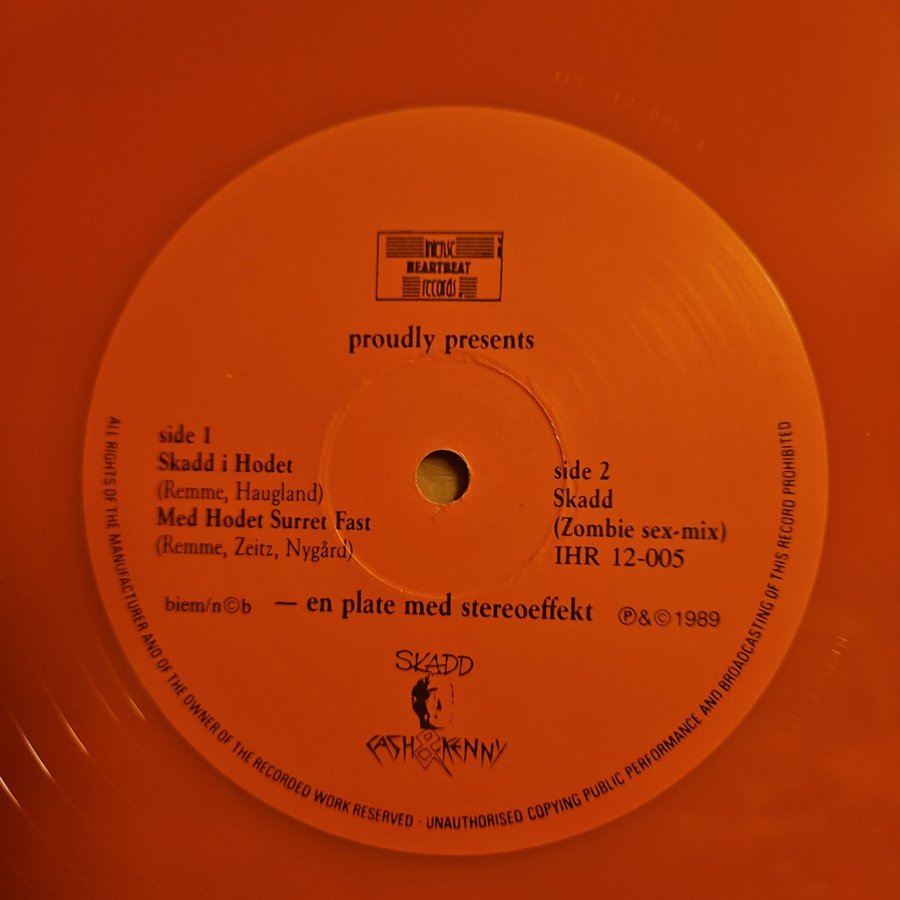 intense
HEARTBEAT
records
proudly presents
side 1
Skadd i Hodet
(Remme, Haugland)
Med Hodet Surret Fast
(Remme, Zeitz, Nygård)
side 2
Skadd
(Zombie sex-mix)
IHR 12-005
biem/n©b
— en plate med stereoeffekt
℗&©1989
SKADD
CASH & KENNY
ALL RIGHTS OF THE MANUFACTURER AND OF THE OWNER OF THE RECORDED WORK RESERVED · UNAUTHORISED COPYING PUBLIC PERFORMANCE AND BROADCASTING OF THIS RECORD PROHIBITED